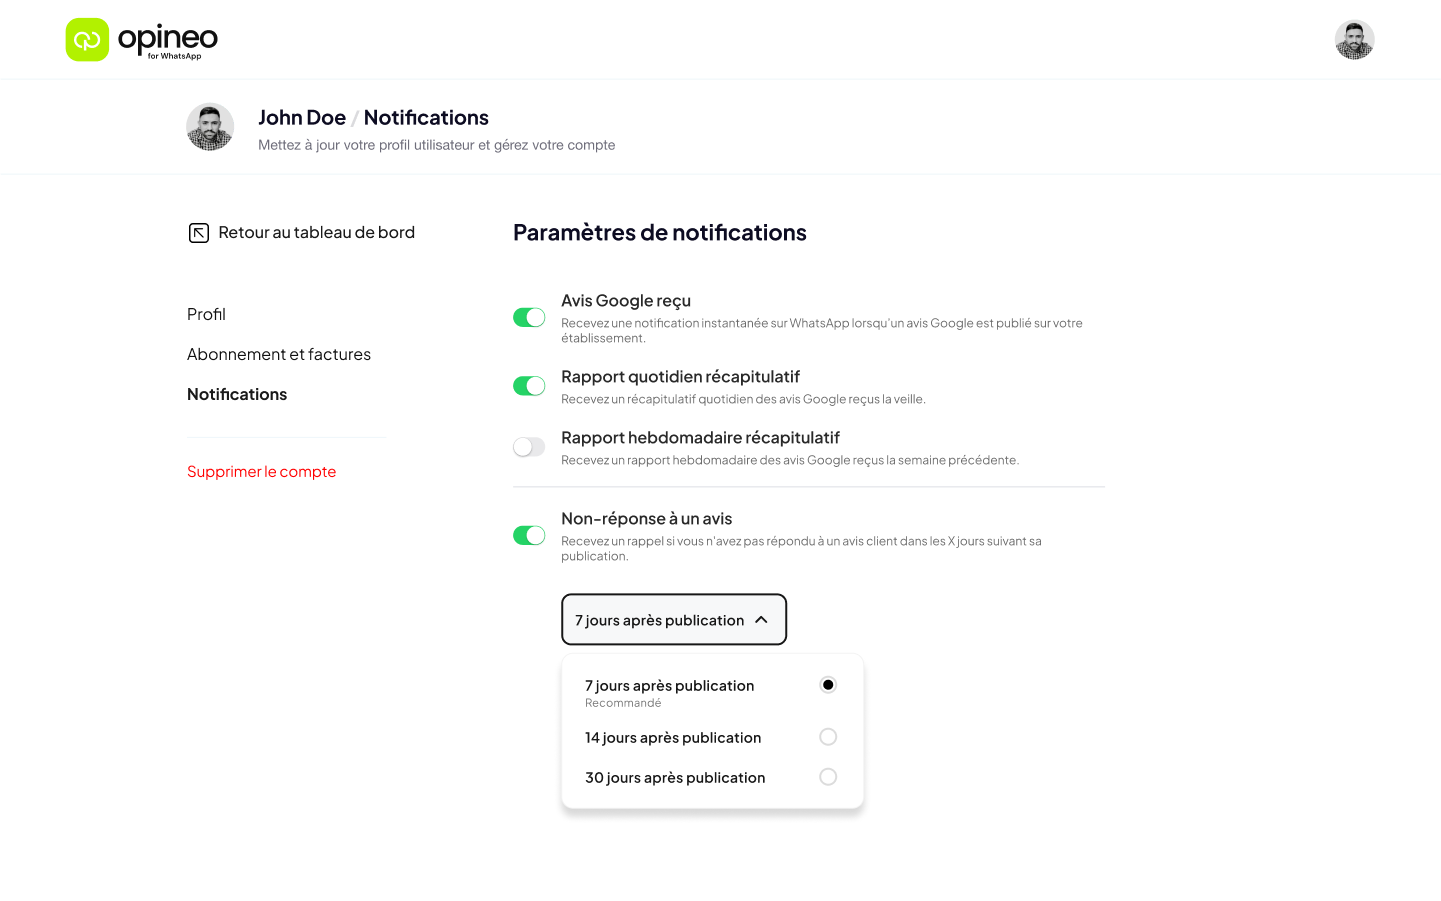 opineo
for WhatsApp
John Doe / Notifications
Mettez à jour votre profil utilisateur et gérez votre compte
Retour au tableau de bord
Profil
Abonnement et factures
Notifications
Supprimer le compte
Paramètres de notifications
Avis Google reçu
Recevez une notification instantanée sur WhatsApp lorsqu'un avis Google est publié sur votre
établissement.
Rapport quotidien récapitulatif
Recevez un récapitulatif quotidien des avis Google reçus la veille.
Rapport hebdomadaire récapitulatif
Recevez un rapport hebdomadaire des avis Google reçus la semaine précédente.
Non-réponse à un avis
Recevez un rappel si vous n'avez pas répondu à un avis client dans les X jours suivant sa
publication.
7 jours après publication
7 jours après publication
Recommandé
14 jours après publication
30 jours après publication